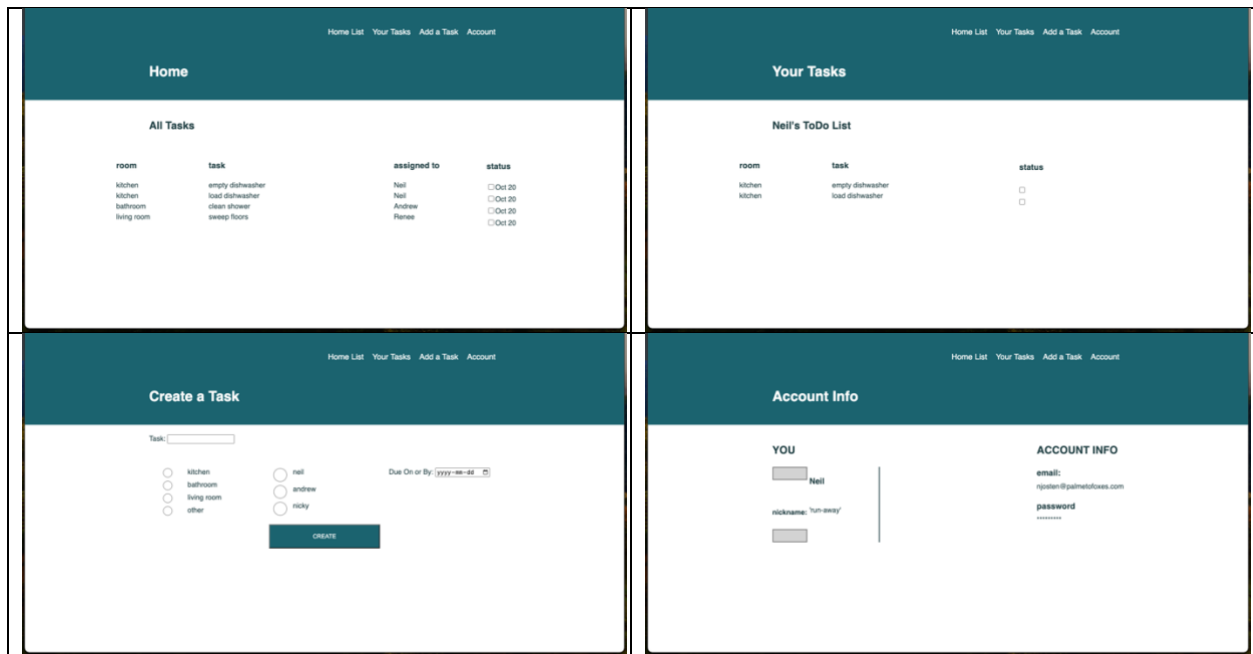 Home List Your Tasks Add a Task Account
Home
All Tasks
room task assigned to status
kitchen empty dishwasher Neil Oct 20
kitchen load dishwasher Neil Oct 20
bathroom clean shower Andrew Oct 20
living room sweep floors Renee Oct 20
Home List Your Tasks Add a Task Account
Your Tasks
Neil's ToDo List
room task status
kitchen empty dishwasher
kitchen load dishwasher
Home List Your Tasks Add a Task Account
Create a Task
Task:
kitchen neil Due On or By: yyyy-mm-dd
bathroom andrew
living room nicky
other
CREATE
Home List Your Tasks Add a Task Account
Account Info
YOU ACCOUNT INFO
Neil email:
njosten@palmetofoxes.com
nickname: 'run-away' password
•••••••••